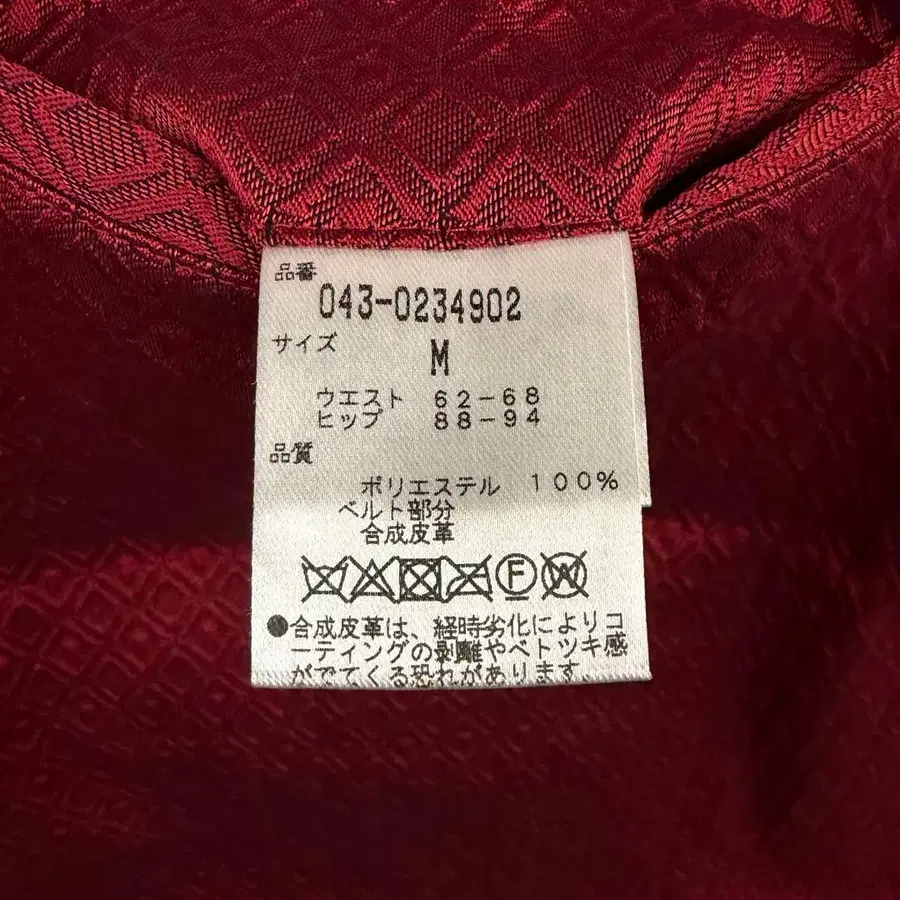 品番
043-0234902
サイズ
M
ウエスト 62-68
ヒップ 88-94
品質
ポリエステル 100%
ベルト部分
合成皮革
F W
●合成皮革は、経時劣化によりコ
ーティングの剥離やベトツキ感
がでてくる恐れがあります。